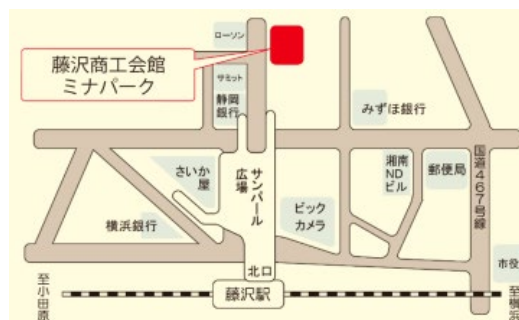 ローソン
藤沢商工会館
ミナパーク
サミット
静岡
銀行
みずほ銀行
国道467号線
さいか
屋
サンパール
広場
湘南
ND
ビル
郵便局
横浜銀行
ビック
カメラ
市役
北口
藤沢駅
至小田原
至横浜